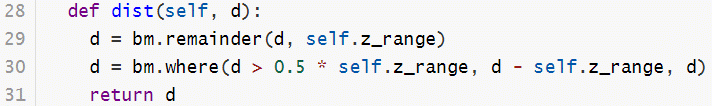 28 def dist(self, d):
29 d = bm.remainder(d, self.z_range)
30 d = bm.where(d > 0.5 * self.z_range, d - self.z_range, d)
31 return d